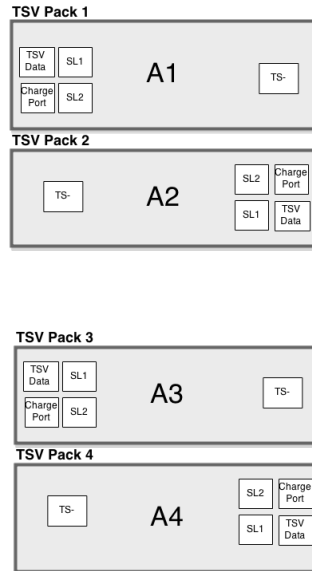 TSV Pack 1
TSV
Data
SL1
A1
TS-
Charge
Port
SL2
TSV Pack 2
TS-
A2
SL2
Charge
Port
SL1
TSV
Data
TSV Pack 3
TSV
Data
SL1
A3
TS-
Charge
Port
SL2
TSV Pack 4
TS-
A4
SL2
Charge
Port
SL1
TSV
Data